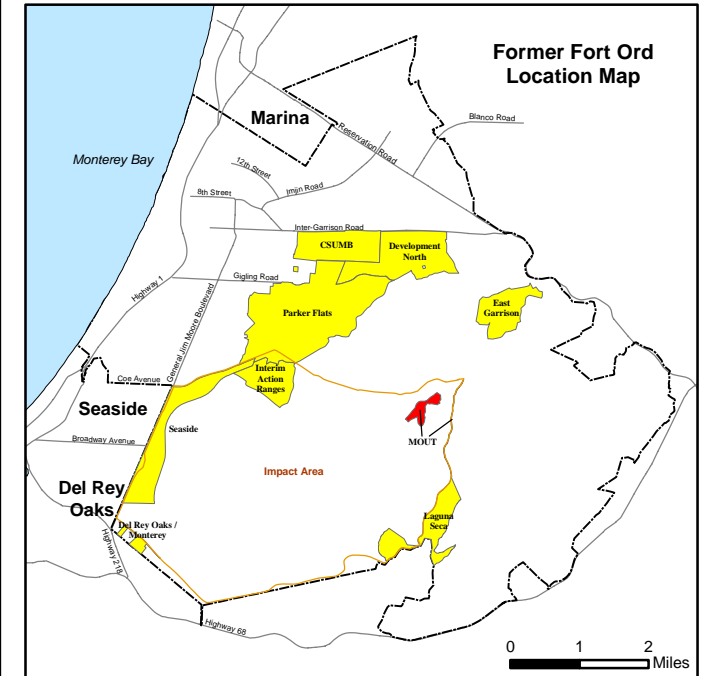 Former Fort Ord
Location Map
Marina
Blanco Road
Reservation Road
Monterey Bay
12th Street
Imjin Road
8th Street
Inter-Garrison Road
CSUMB
Development
North
Gigling Road
Highway 1
General Jim Moore Boulevard
East
Garrison
Parker Flats
Coe Avenue
Interim
Action
Ranges
Seaside
Seaside
Broadway Avenue
MOUT
Impact Area
Del Rey
Oaks
Laguna
Seca
Del Rey Oaks /
Monterey
Highway 218
Highway 68
0 1 2
Miles